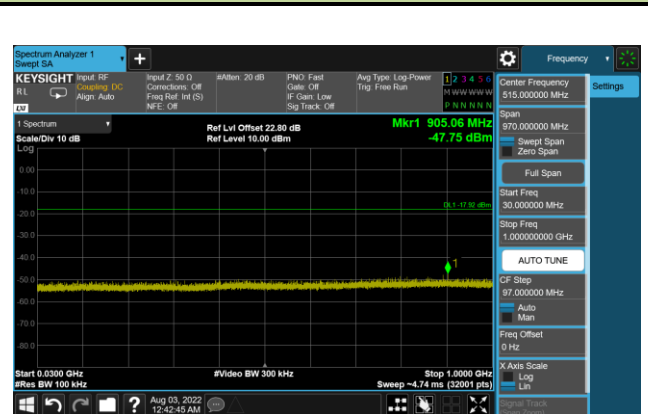 Spectrum Analyzer 1
Swept SA
Frequency
KEYSIGHT
RL
LXI
Input: RF
Coupling: DC
Align: Auto
Input Z: 50 Ω
Corrections: Off
Freq Ref: Int (S)
NFE: Off
#Atten: 20 dB
PNO: Fast
Gate: Off
IF Gain: Low
Sig Track: Off
Avg Type: Log-Power
Trig: Free Run
1 2 3 4 5 6
M W W W W W
P N N N N N
Center Frequency
515.000000 MHz
Settings
Span
970.000000 MHz
Swept Span
Zero Span
Full Span
Start Freq
30.000000 MHz
Stop Freq
1.000000000 GHz
AUTO TUNE
CF Step
97.000000 MHz
Auto
Man
Freq Offset
0 Hz
X Axis Scale
Log
Lin
Signal Track
(Span Zoom)
1 Spectrum
Scale/Div 10 dB
Ref Lvl Offset 22.80 dB
Ref Level 10.00 dBm
Mkr1 905.06 MHz
-47.75 dBm
Log
0.00
-10.0
DL1 -17.92 dBm
-20.0
-30.0
-40.0
1
-50.0
-60.0
-70.0
-80.0
Start 0.0300 GHz
#Video BW 300 kHz
Stop 1.0000 GHz
#Res BW 100 kHz
Sweep ~4.74 ms (32001 pts)
Aug 03, 2022
12:42:45 AM